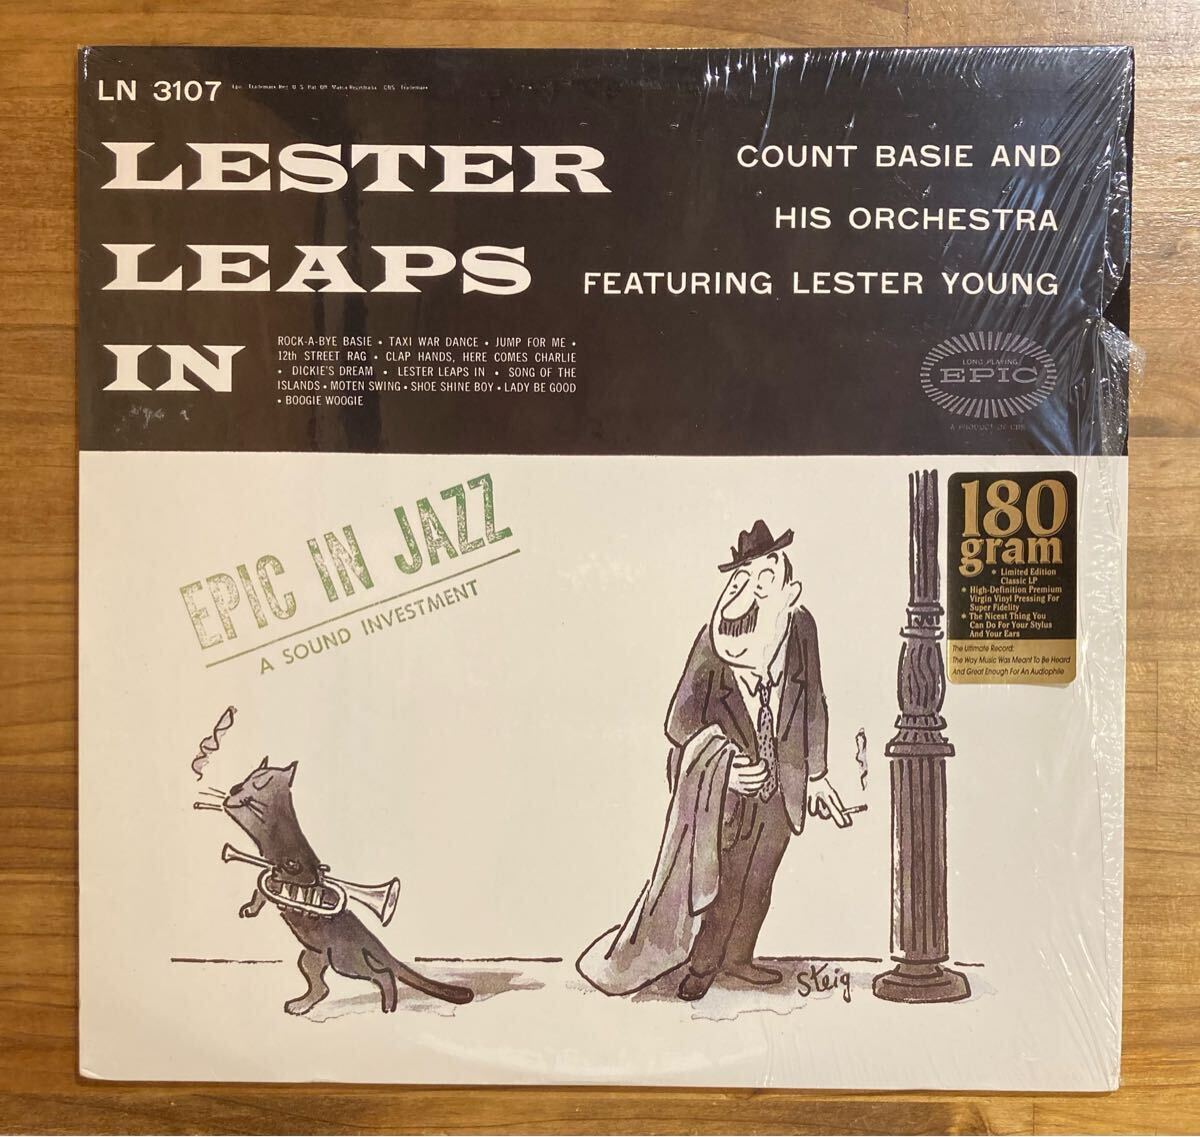 LN 3107
LESTER
LEAPS
IN
COUNT BASIE AND
HIS ORCHESTRA
FEATURING LESTER YOUNG
ROCK-A-BYE BASIE • TAXI WAR DANCE • JUMP FOR ME •
12th STREET RAG • CLAP HANDS, HERE COMES CHARLIE
• DICKIE'S DREAM • LESTER LEAPS IN • SONG OF THE
ISLANDS • MOTEN SWING • SHOE SHINE BOY • LADY BE GOOD
• BOOGIE WOOGIE
LONG PLAYING
EPIC
A PRODUCT OF CBS
EPIC IN JAZZ
A SOUND INVESTMENT
180
gram
* Limited Edition
Classic LP
* High-Definition Premium
Virgin Vinyl Pressing For
Super Fidelity
* The Nicest Thing You
Can Do For Your Stylus
And Your Ears
The Ultimate Record:
The Way Music Was Meant To Be Heard
And Great Enough For An Audiophile
Steig